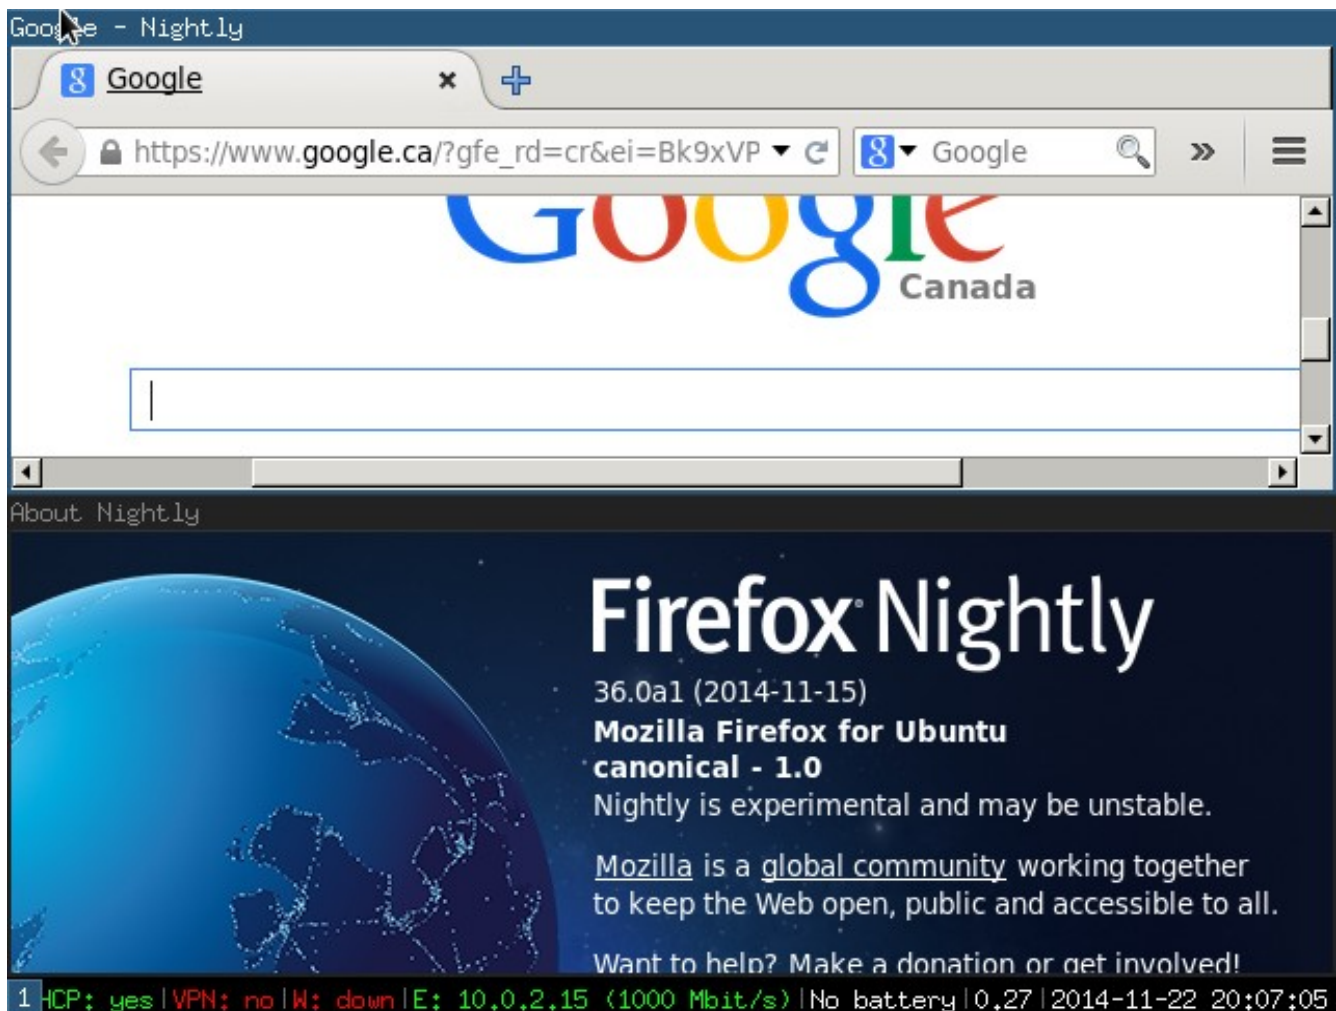 Google - Nightly
Google
https://www.google.ca/?gfe_rd=cr&ei=Bk9xVP
Google
Google
Canada
About Nightly
Firefox Nightly
36.0a1 (2014-11-15)
Mozilla Firefox for Ubuntu
canonical - 1.0
Nightly is experimental and may be unstable.
Mozilla is a global community working together
to keep the Web open, public and accessible to all.
Want to help? Make a donation or get involved!
1 HCP: yes|VPN: no|W: down|E: 10.0.2.15 (1000 Mbit/s)|No battery|0.27|2014-11-22 20:07:05